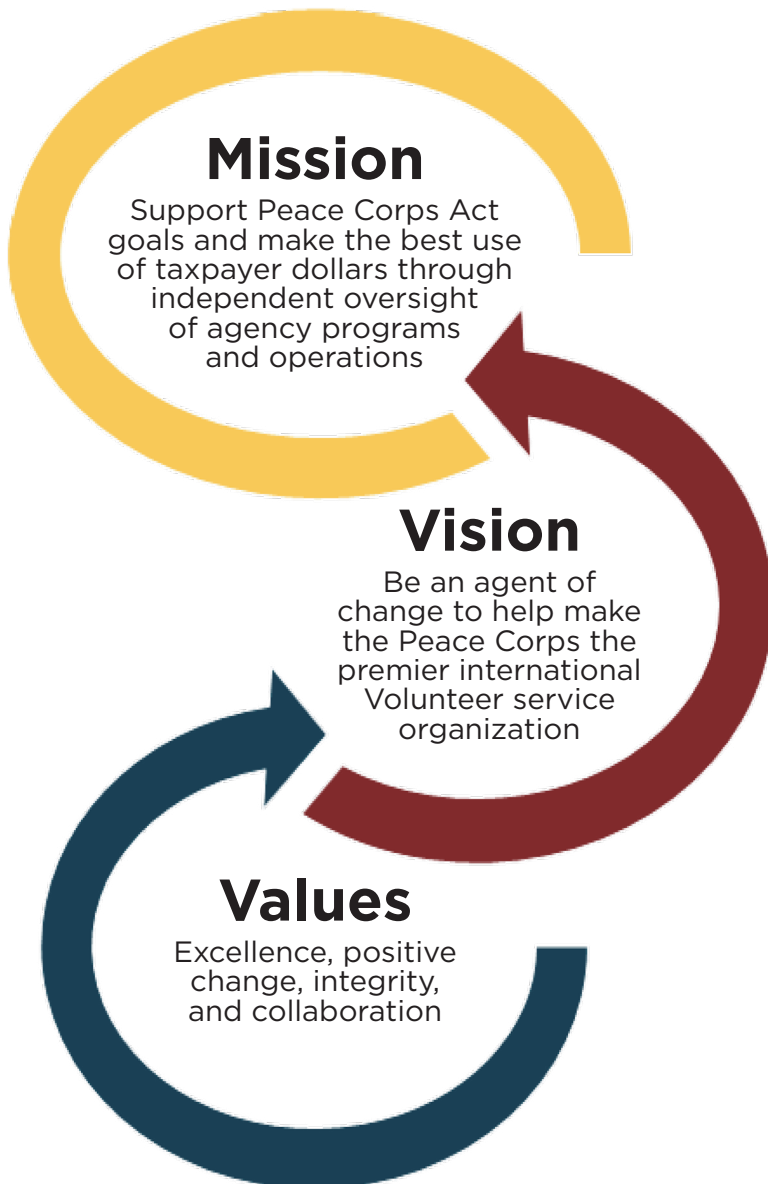 Mission
Support Peace Corps Act
goals and make the best use
of taxpayer dollars through
independent oversight
of agency programs
and operations
Vision
Be an agent of
change to help make
the Peace Corps the
premier international
Volunteer service
organization
Values
Excellence, positive
change, integrity,
and collaboration